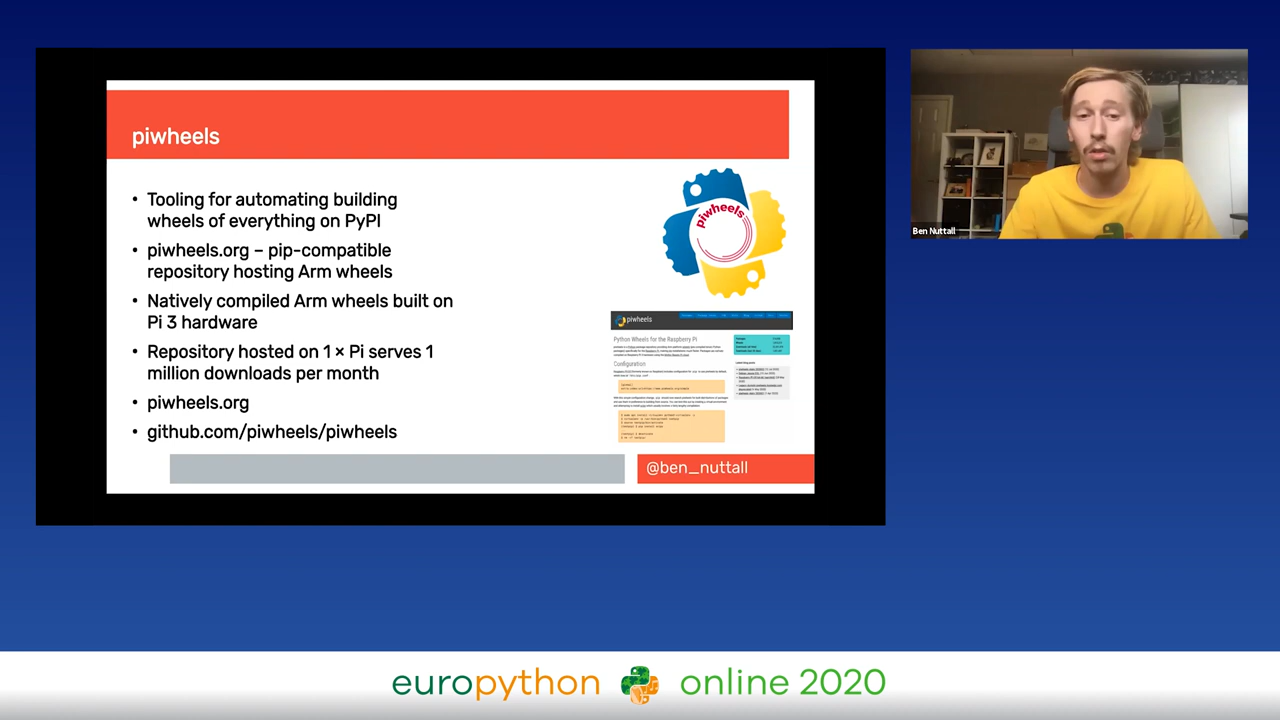 piwheels
• Tooling for automating building
wheels of everything on PyPI
• piwheels.org – pip-compatible
repository hosting Arm wheels
• Natively compiled Arm wheels built on
Pi 3 hardware
• Repository hosted on 1 × Pi serves 1
million downloads per month
• piwheels.org
• github.com/piwheels/piwheels
piwheels
piwheels
Python Wheels for the Raspberry Pi
Configuration
@ben_nuttall
Ben Nuttall
europython online 2020